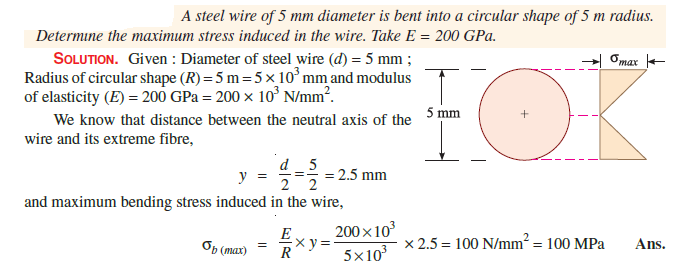 A steel wire of 5 mm diameter is bent into a circular shape of 5 m radius.
Determine the maximum stress induced in the wire. Take E = 200 GPa.
SOLUTION. Given : Diameter of steel wire (d) = 5 mm ;
Radius of circular shape (R) = 5 m = 5 × 10³ mm and modulus
of elasticity (E) = 200 GPa = 200 × 10³ N/mm².
We know that distance between the neutral axis of the
wire and its extreme fibre,
y = d/2 = 5/2 = 2.5 mm
and maximum bending stress induced in the wire,
σb (max) = E/R × y = 200×10³/5×10³ × 2.5 = 100 N/mm² = 100 MPa Ans.
σmax
5 mm
+